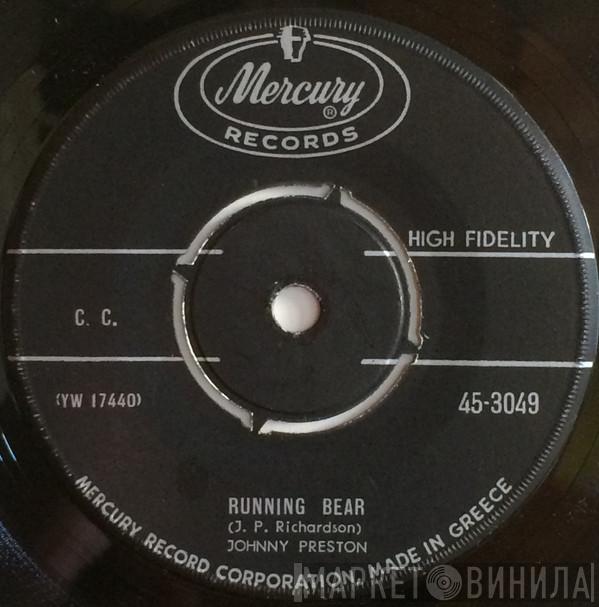 Mercury
®
RECORDS
HIGH FIDELITY
C. C.
(YW 17440)
45-3049
RUNNING BEAR
(J. P. Richardson)
JOHNNY PRESTON
MERCURY RECORD CORPORATION, MADE IN GREECE
МАРКЕТ ВИНИЛА